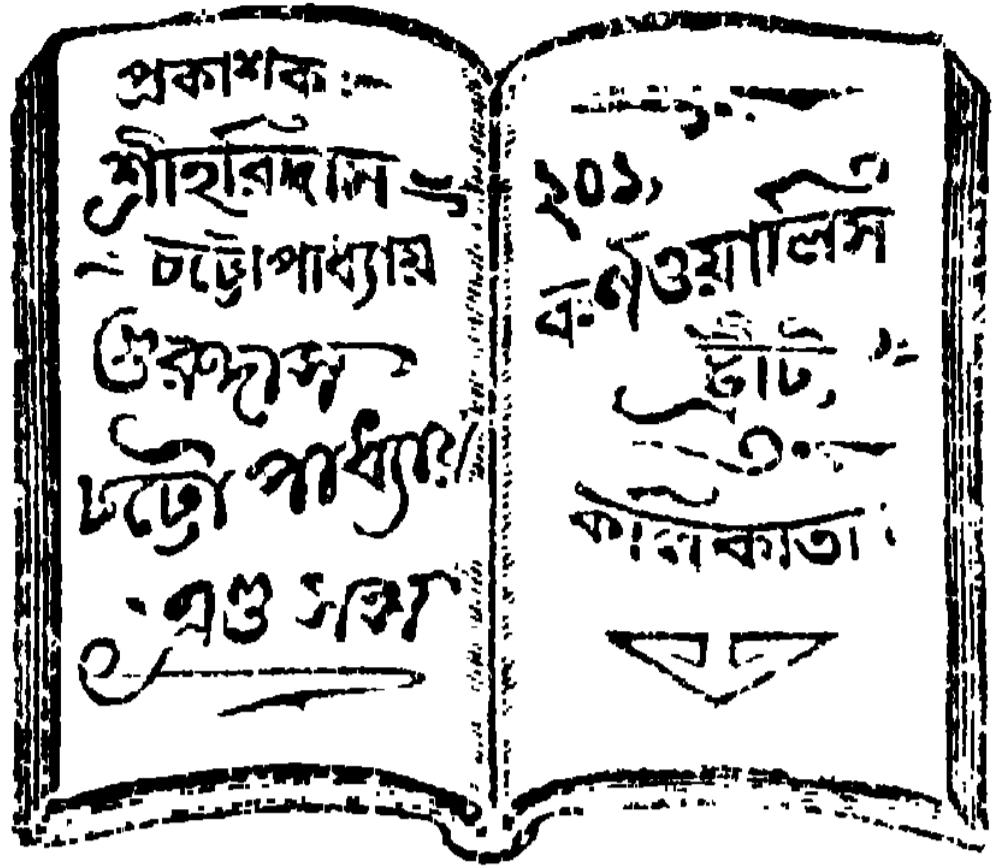 প্রকাশক :—
শ্রীহরিদাস
চট্টোপাধ্যায়
গুরুদাস
চট্টোপাধ্যায়
এণ্ড সন্স
২০১,
কর্ণওয়ালিস
ষ্ট্রীট,
কলিকাতা।